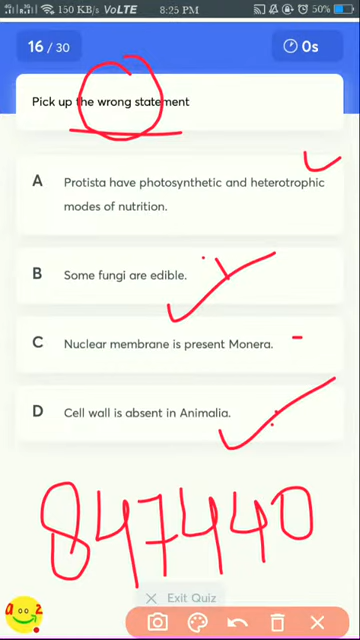 150 KB/s VoLTE 8:25 PM 50%
16 / 30 0s
Pick up the wrong statement
A Protista have photosynthetic and heterotrophic
modes of nutrition.
B Some fungi are edible.
C Nuclear membrane is present Monera.
D Cell wall is absent in Animalia.
847440
Exit Quiz
a z